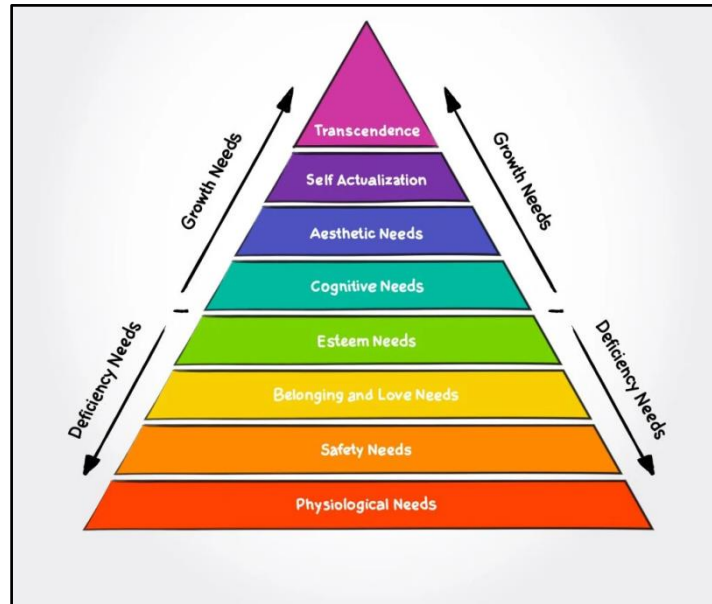 Transcendence
Growth Needs
Growth Needs
Self Actualization
Aesthetic Needs
Cognitive Needs
Esteem Needs
Deficiency Needs
Deficiency Needs
Belonging and Love Needs
Safety Needs
Physiological Needs